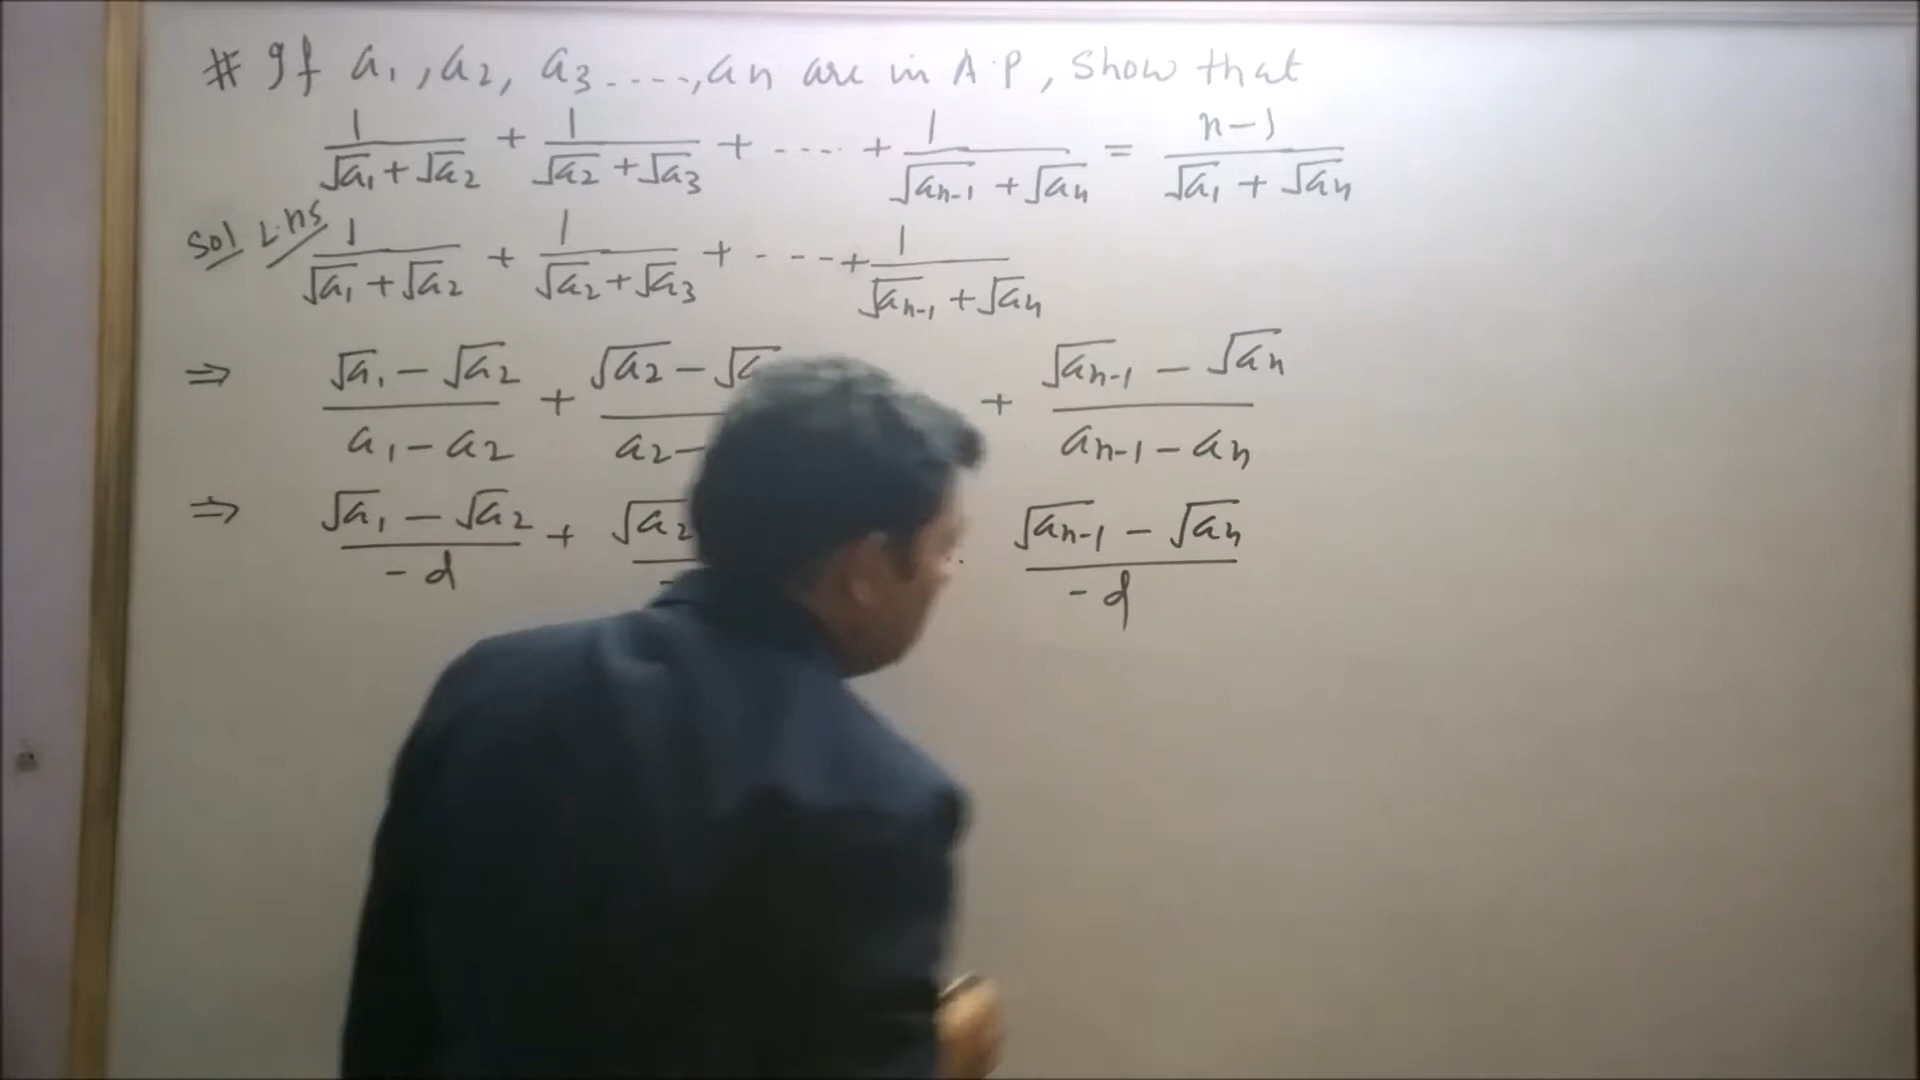 # If a₁, a₂, a₃ ...., an are in A.P, Show that
1/(√a₁+√a₂) + 1/(√a₂+√a₃) + .... + 1/(√an-1 + √an) = n-1/(√a₁ + √an)
Sol L.HS 1/(√a₁+√a₂) + 1/(√a₂+√a₃) + ....+ 1/(√an-1 + √an)
⇒ (√a₁ - √a₂)/(a₁ - a₂) + (√a₂ - √a)/(a₂ - + (√an-1 - √an)/(an-1 - an)
⇒ (√a₁ - √a₂)/-d + √a₂ . (√an-1 - √an)/-d